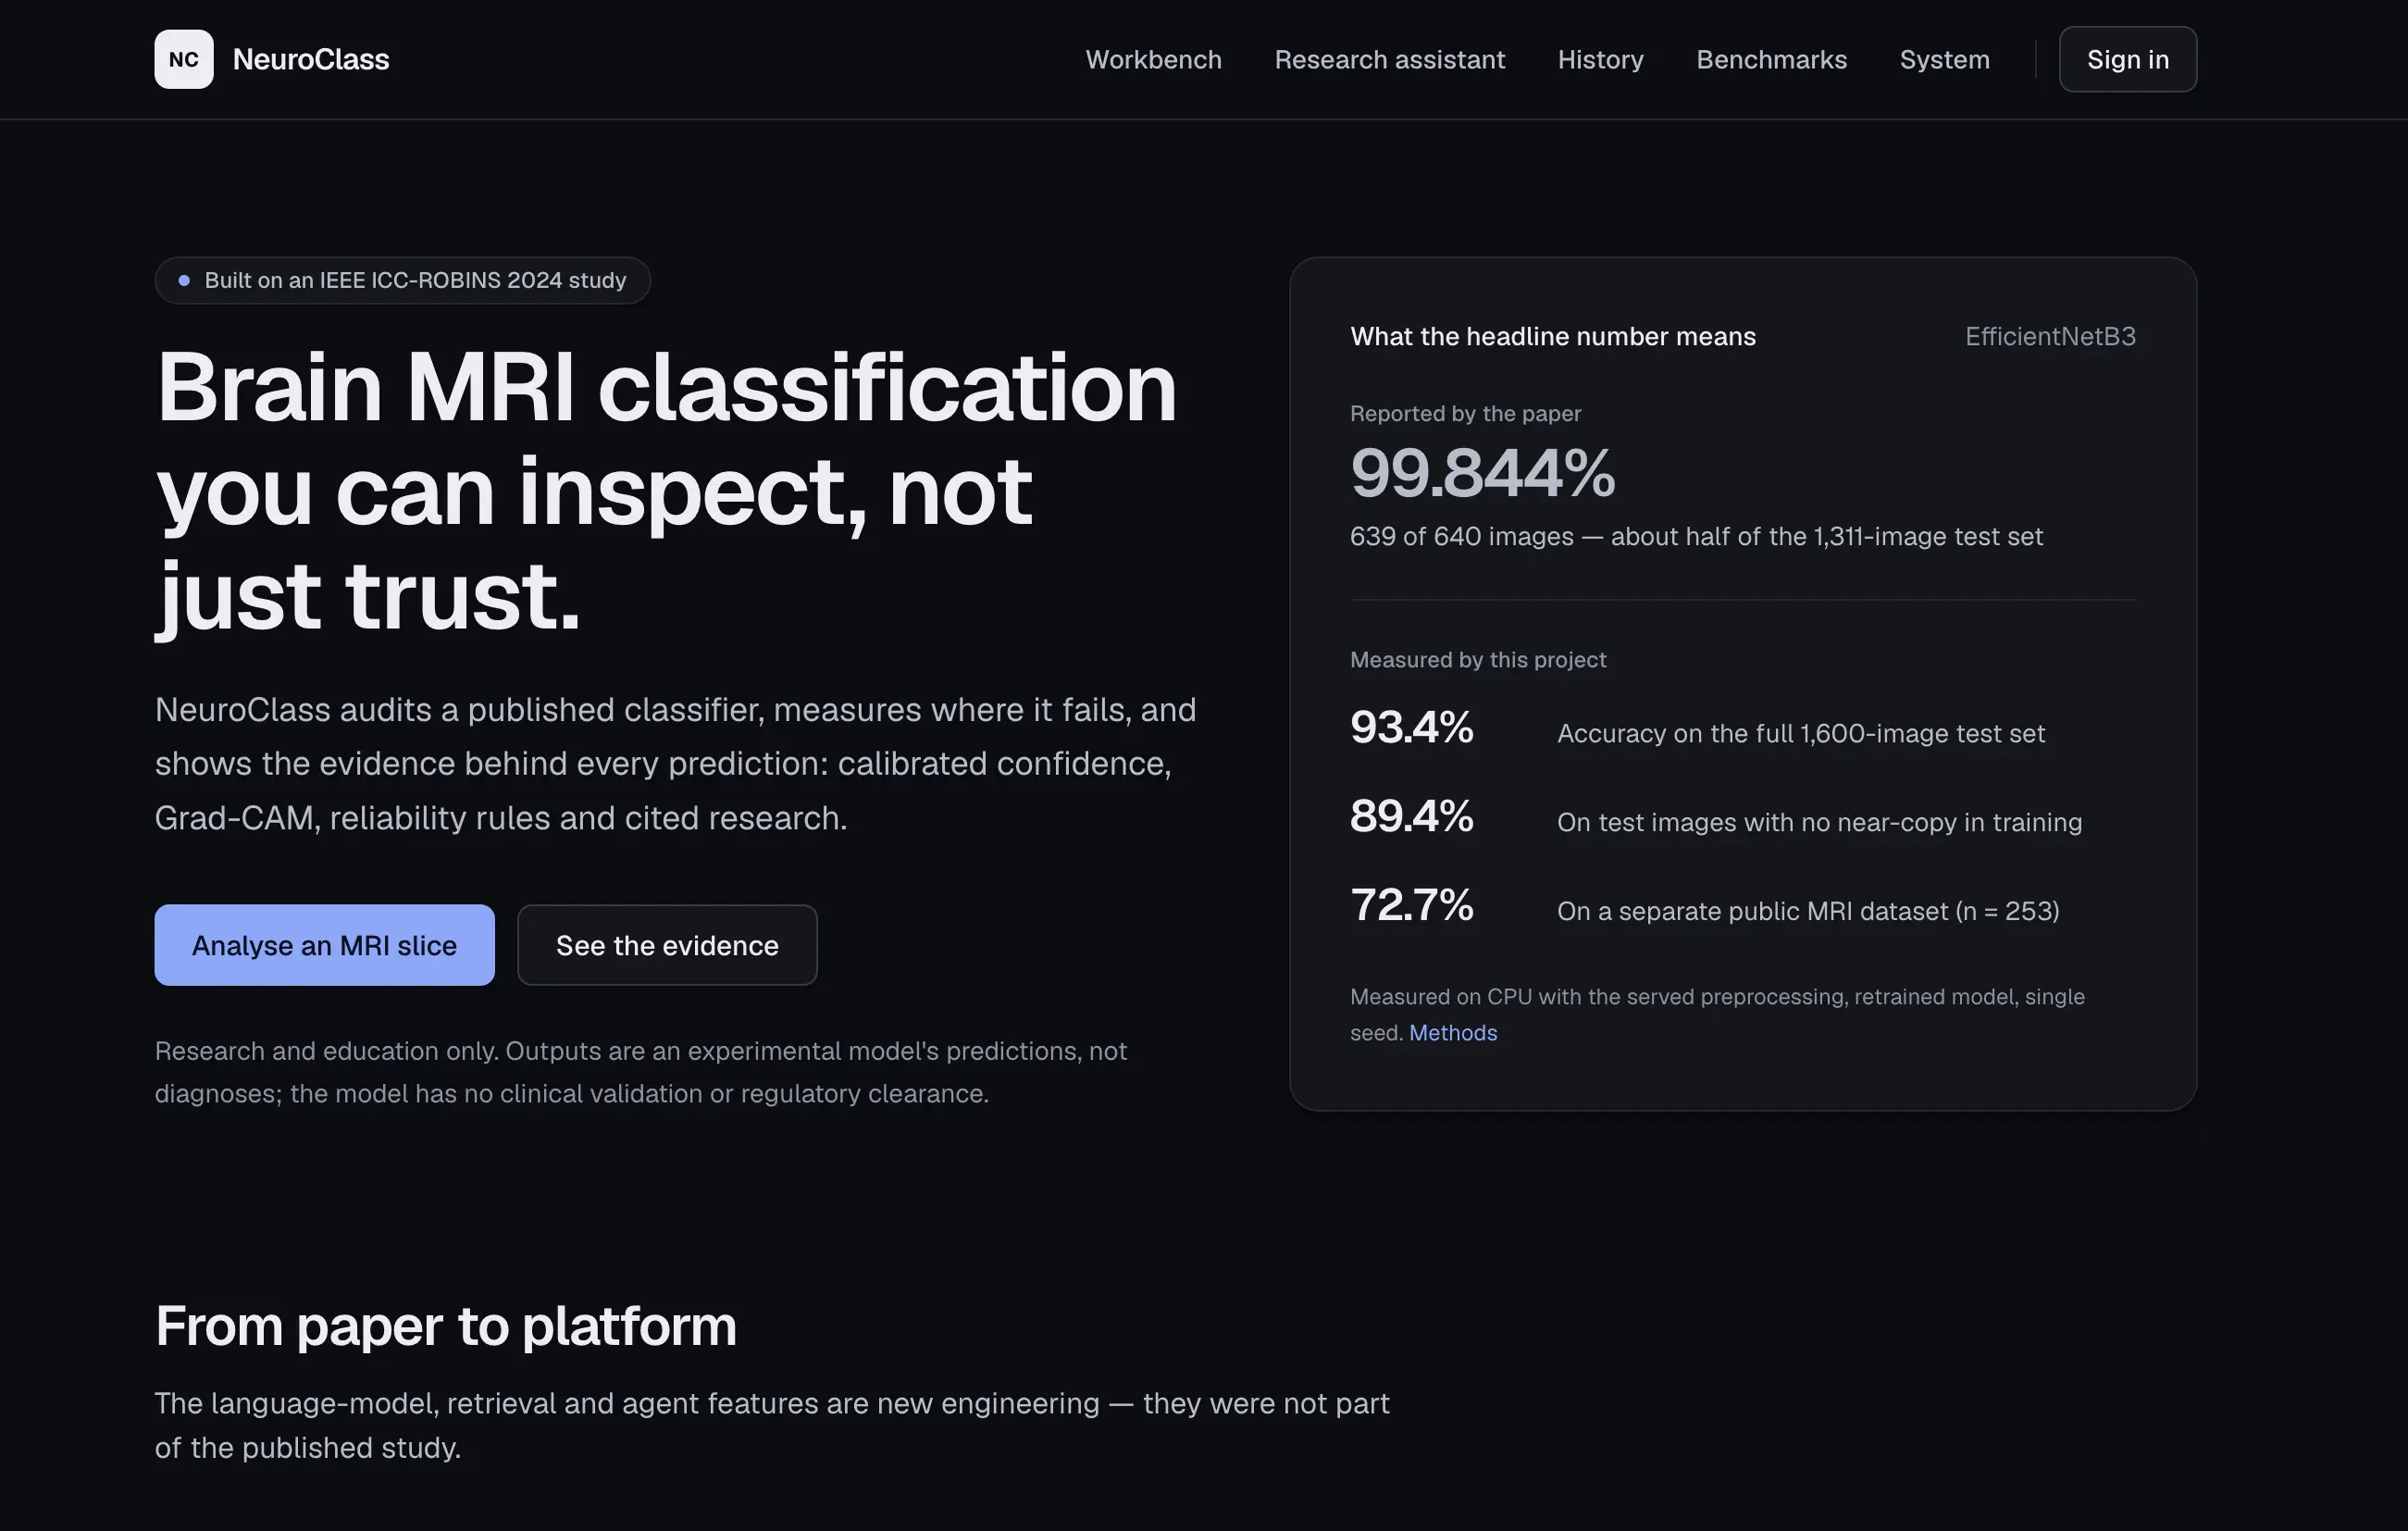 NC
NeuroClass
Workbench
Research assistant
History
Benchmarks
System
Sign in
Built on an IEEE ICC-ROBINS 2024 study
Brain MRI classification
you can inspect, not
just trust.
NeuroClass audits a published classifier, measures where it fails, and
shows the evidence behind every prediction: calibrated confidence,
Grad-CAM, reliability rules and cited research.
Analyse an MRI slice
See the evidence
Research and education only. Outputs are an experimental model's predictions, not
diagnoses; the model has no clinical validation or regulatory clearance.
What the headline number means
EfficientNetB3
Reported by the paper
99.844%
639 of 640 images — about half of the 1,311-image test set
Measured by this project
93.4%
Accuracy on the full 1,600-image test set
89.4%
On test images with no near-copy in training
72.7%
On a separate public MRI dataset (n = 253)
Measured on CPU with the served preprocessing, retrained model, single
seed. Methods
From paper to platform
The language-model, retrieval and agent features are new engineering — they were not part
of the published study.